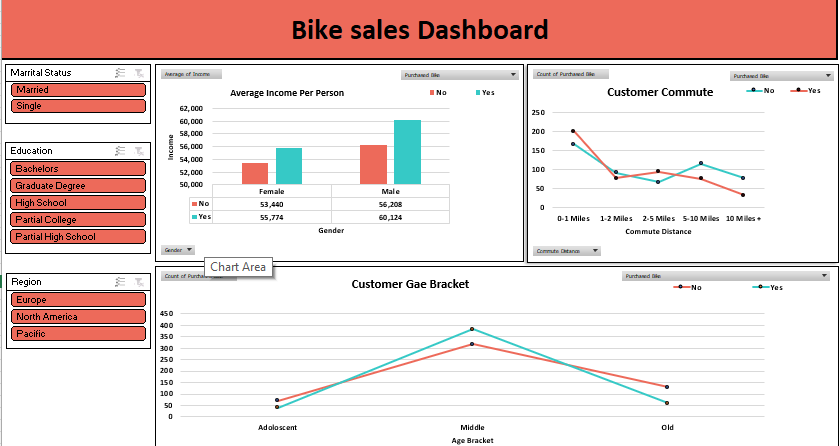 Bike sales Dashboard
Marrital Status
Married
Single
Education
Bachelors
Graduate Degree
High School
Partial College
Partial High School
Region
Europe
North America
Pacific
Average of Income
Purchased Bike
Average Income Per Person
No Yes
62,000
60,000
58,000
56,000
54,000
52,000
50,000
Income
Female Male
No 53,440 56,208
Yes 55,774 60,124
Gender
Gender
Chart Area
Count of Purchased Bike
Purchased Bike
Customer Commute
No Yes
250
200
150
100
50
0
0-1 Miles 1-2 Miles 2-5 Miles 5-10 Miles 10 Miles +
Commute Distance
Commute Distance
Count of
Purchased Bike
Customer Gae Bracket
No Yes
450
400
350
300
250
200
150
100
50
0
Adoloscent Middle Old
Age Bracket